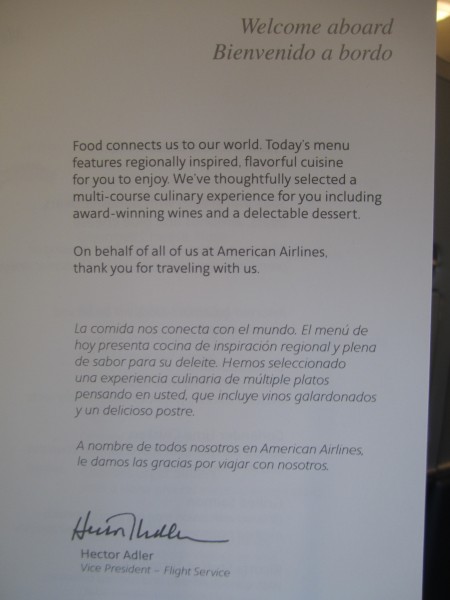 Welcome aboard
Bienvenido a bordo
Food connects us to our world. Today's menu
features regionally inspired, flavorful cuisine
for you to enjoy. We've thoughtfully selected a
multi-course culinary experience for you including
award-winning wines and a delectable dessert.
On behalf of all of us at American Airlines,
thank you for traveling with us.
La comida nos conecta con el mundo. El menú de
hoy presenta cocina de inspiración regional y plena
de sabor para su deleite. Hemos seleccionado
una experiencia culinaria de múltiple platos
pensando en usted, que incluye vinos galardonados
y un delicioso postre.
A nombre de todos nosotros en American Airlines,
le damos las gracias por viajar con nosotros.
Hector Adler
Hector Adler
Vice President – Flight Service